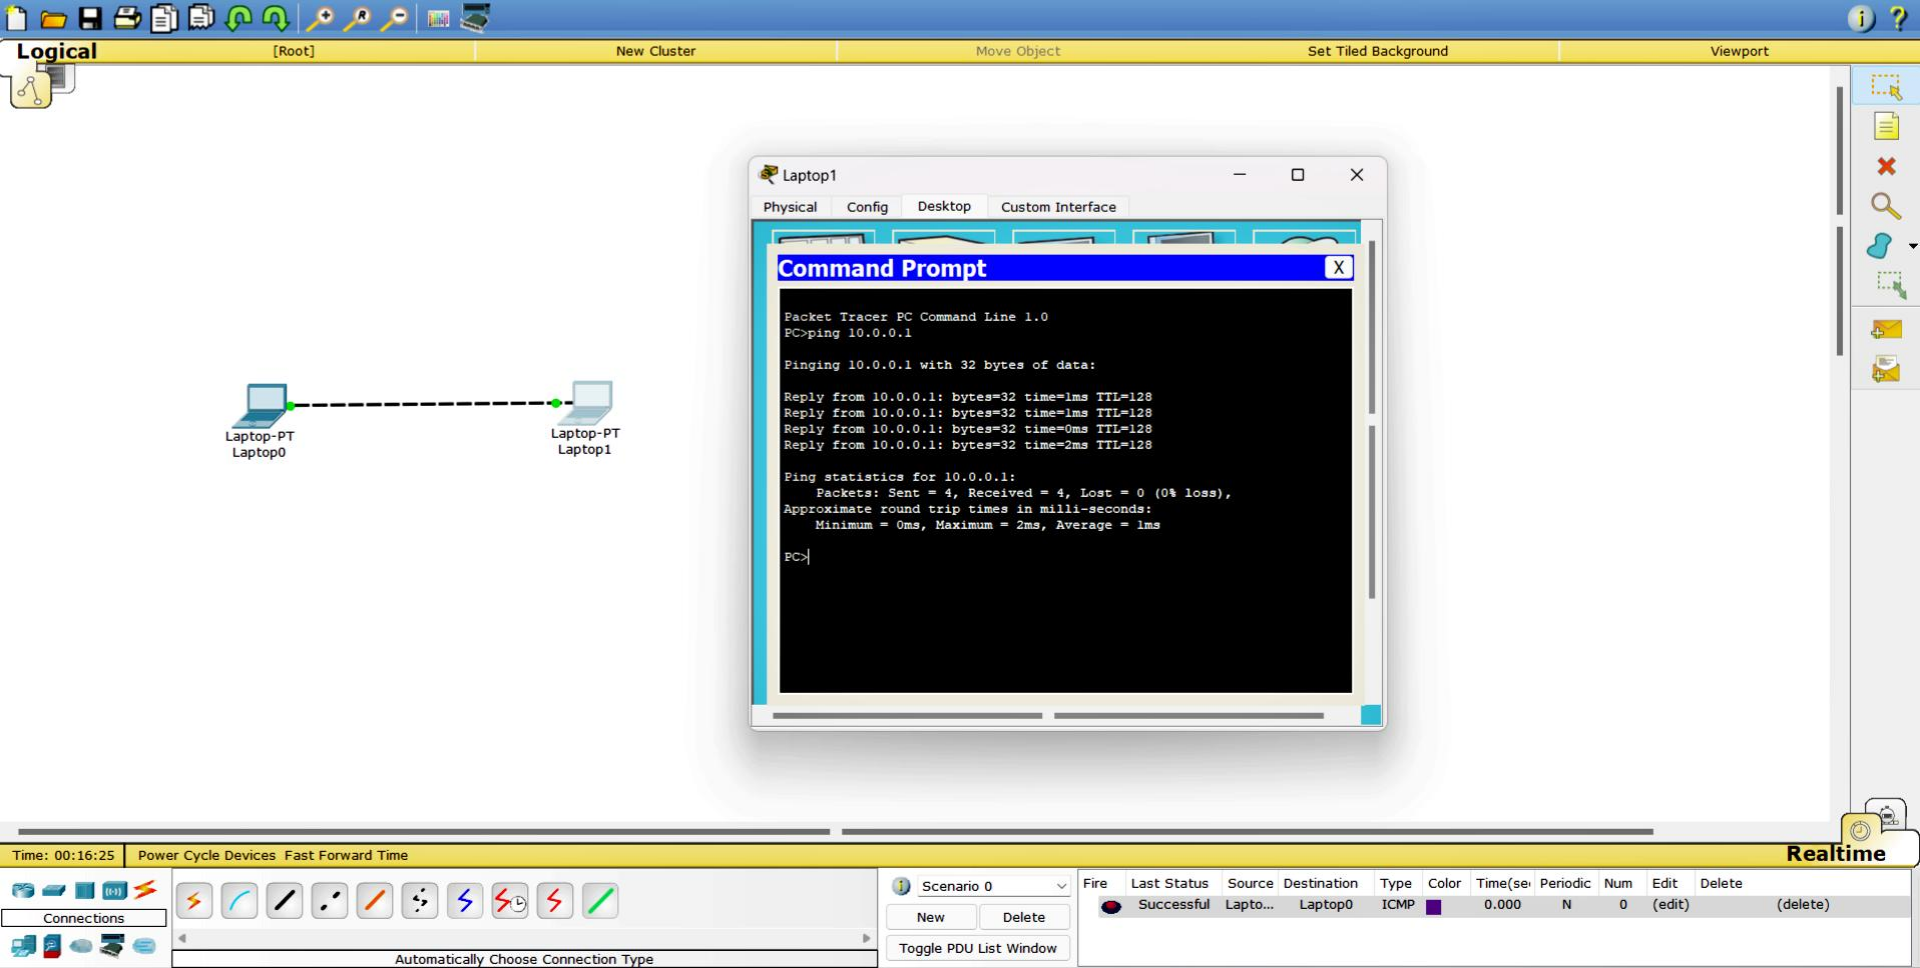 Logical
[Root]
New Cluster
Move Object
Set Tiled Background
Viewport
Laptop-PT
Laptop0
Laptop-PT
Laptop1
Laptop1
Physical
Config
Desktop
Custom Interface
Command Prompt
X
Packet Tracer PC Command Line 1.0
PC>ping 10.0.0.1
Pinging 10.0.0.1 with 32 bytes of data:
Reply from 10.0.0.1: bytes=32 time=1ms TTL=128
Reply from 10.0.0.1: bytes=32 time=1ms TTL=128
Reply from 10.0.0.1: bytes=32 time=0ms TTL=128
Reply from 10.0.0.1: bytes=32 time=2ms TTL=128
Ping statistics for 10.0.0.1:
Packets: Sent = 4, Received = 4, Lost = 0 (0% loss),
Approximate round trip times in milli-seconds:
Minimum = 0ms, Maximum = 2ms, Average = 1ms
PC>
Time: 00:16:25
Power Cycle Devices Fast Forward Time
Realtime
Connections
Automatically Choose Connection Type
Scenario 0
New
Delete
Toggle PDU List Window
Fire Last Status Source Destination Type Color Time(se Periodic Num Edit Delete
Successful Lapto... Laptop0 ICMP 0.000 N 0 (edit) (delete)